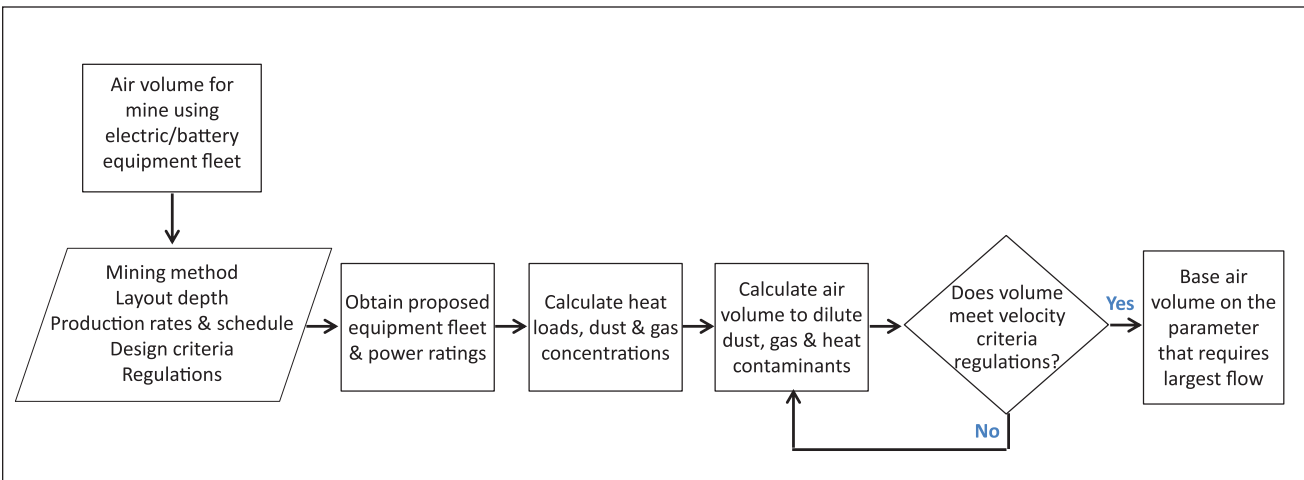 Air volume for
mine using
electric/battery
equipment fleet
Mining method
Layout depth
Production rates & schedule
Design criteria
Regulations
Obtain proposed
equipment fleet
& power ratings
Calculate heat
loads, dust & gas
concentrations
Calculate air
volume to dilute
dust, gas & heat
contaminants
Does volume
meet velocity
criteria
regulations?
Yes
No
Base air
volume on the
parameter
that requires
largest flow